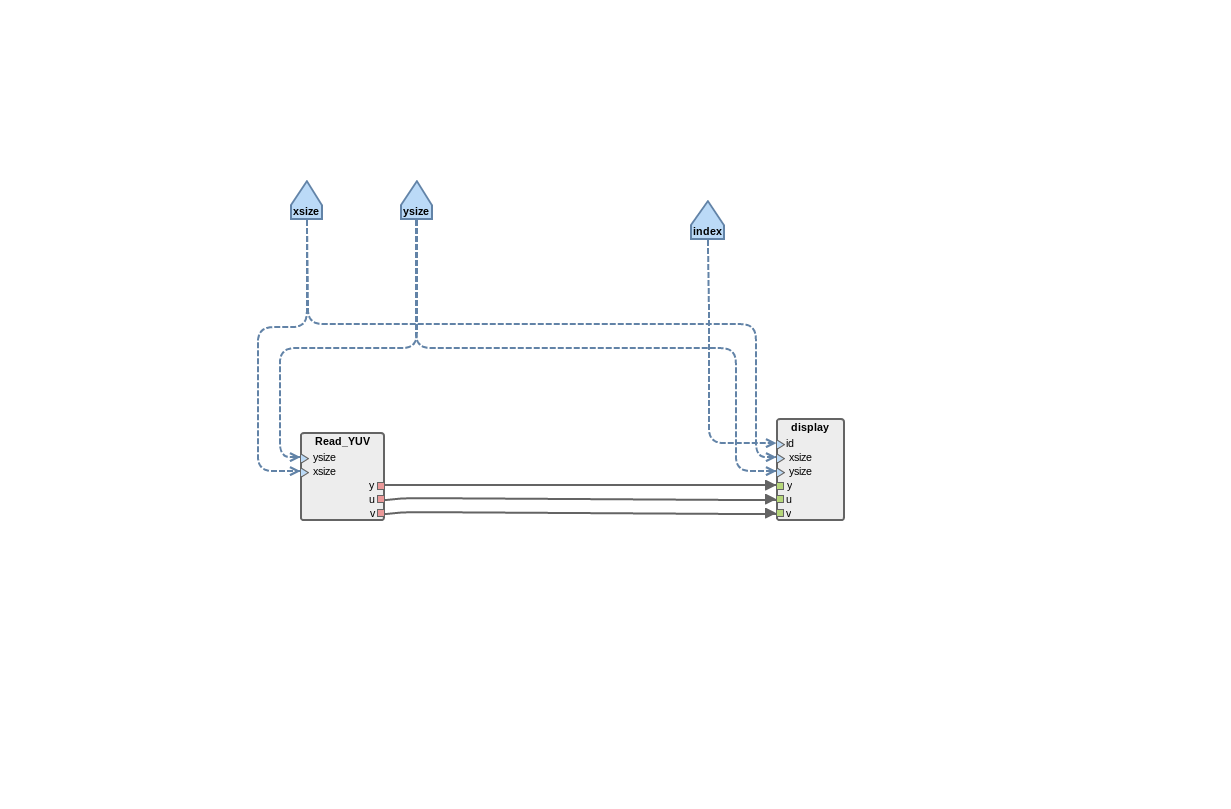 xsize
ysize
index
Read_YUV
ysize
xsize
y
u
v
display
id
xsize
ysize
y
u
v